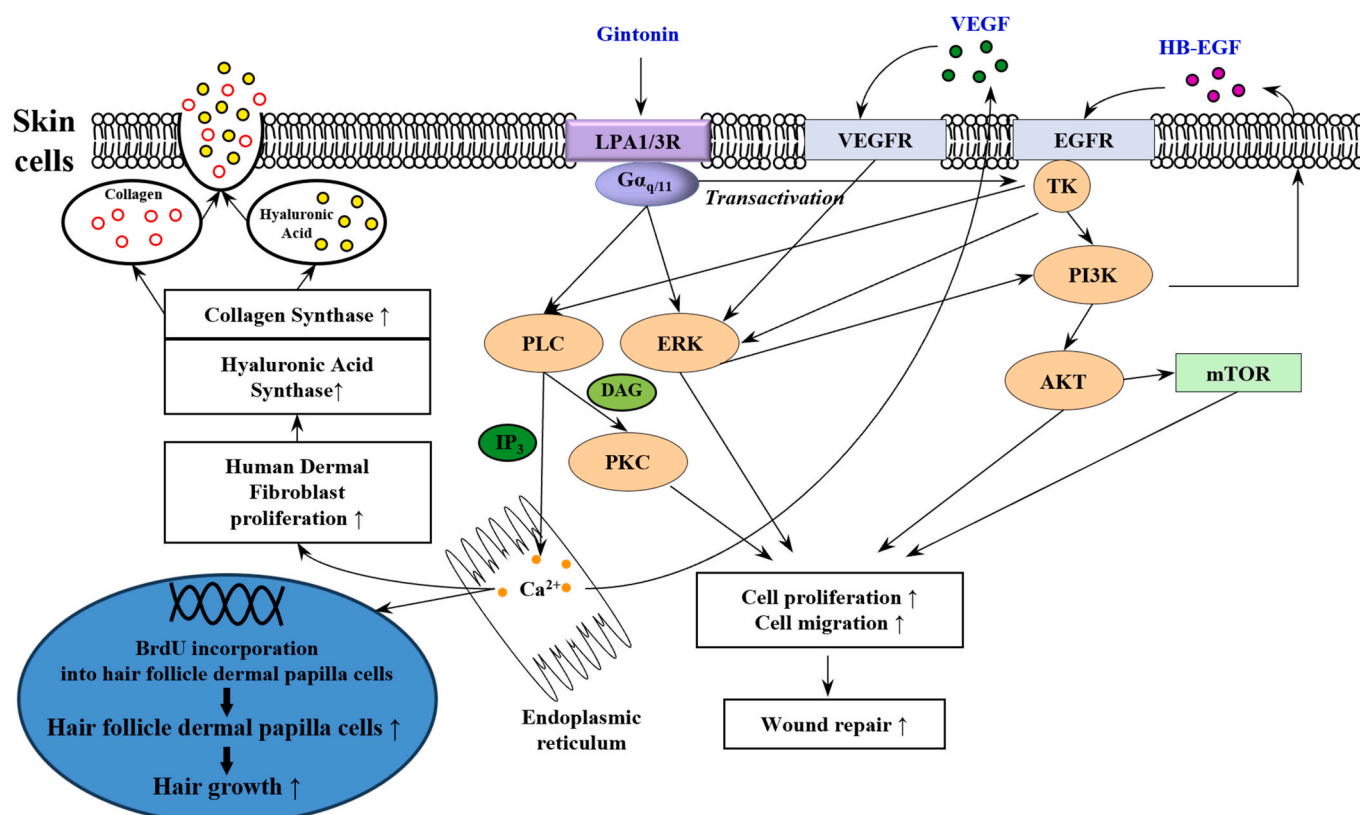 Skin
cells
Gintonin
VEGF
HB-EGF
LPA1/3R
VEGFR
EGFR
Gαq/11
Transactivation
TK
Collagen
Hyaluronic
Acid
PI3K
Collagen Synthase ↑
Hyaluronic Acid
Synthase↑
PLC
ERK
AKT
mTOR
DAG
IP₃
PKC
Human Dermal
Fibroblast
proliferation ↑
Ca²⁺
BrdU incorporation
into hair follicle dermal papilla cells
Hair follicle dermal papilla cells ↑
Hair growth ↑
Endoplasmic
reticulum
Cell proliferation ↑
Cell migration ↑
Wound repair ↑